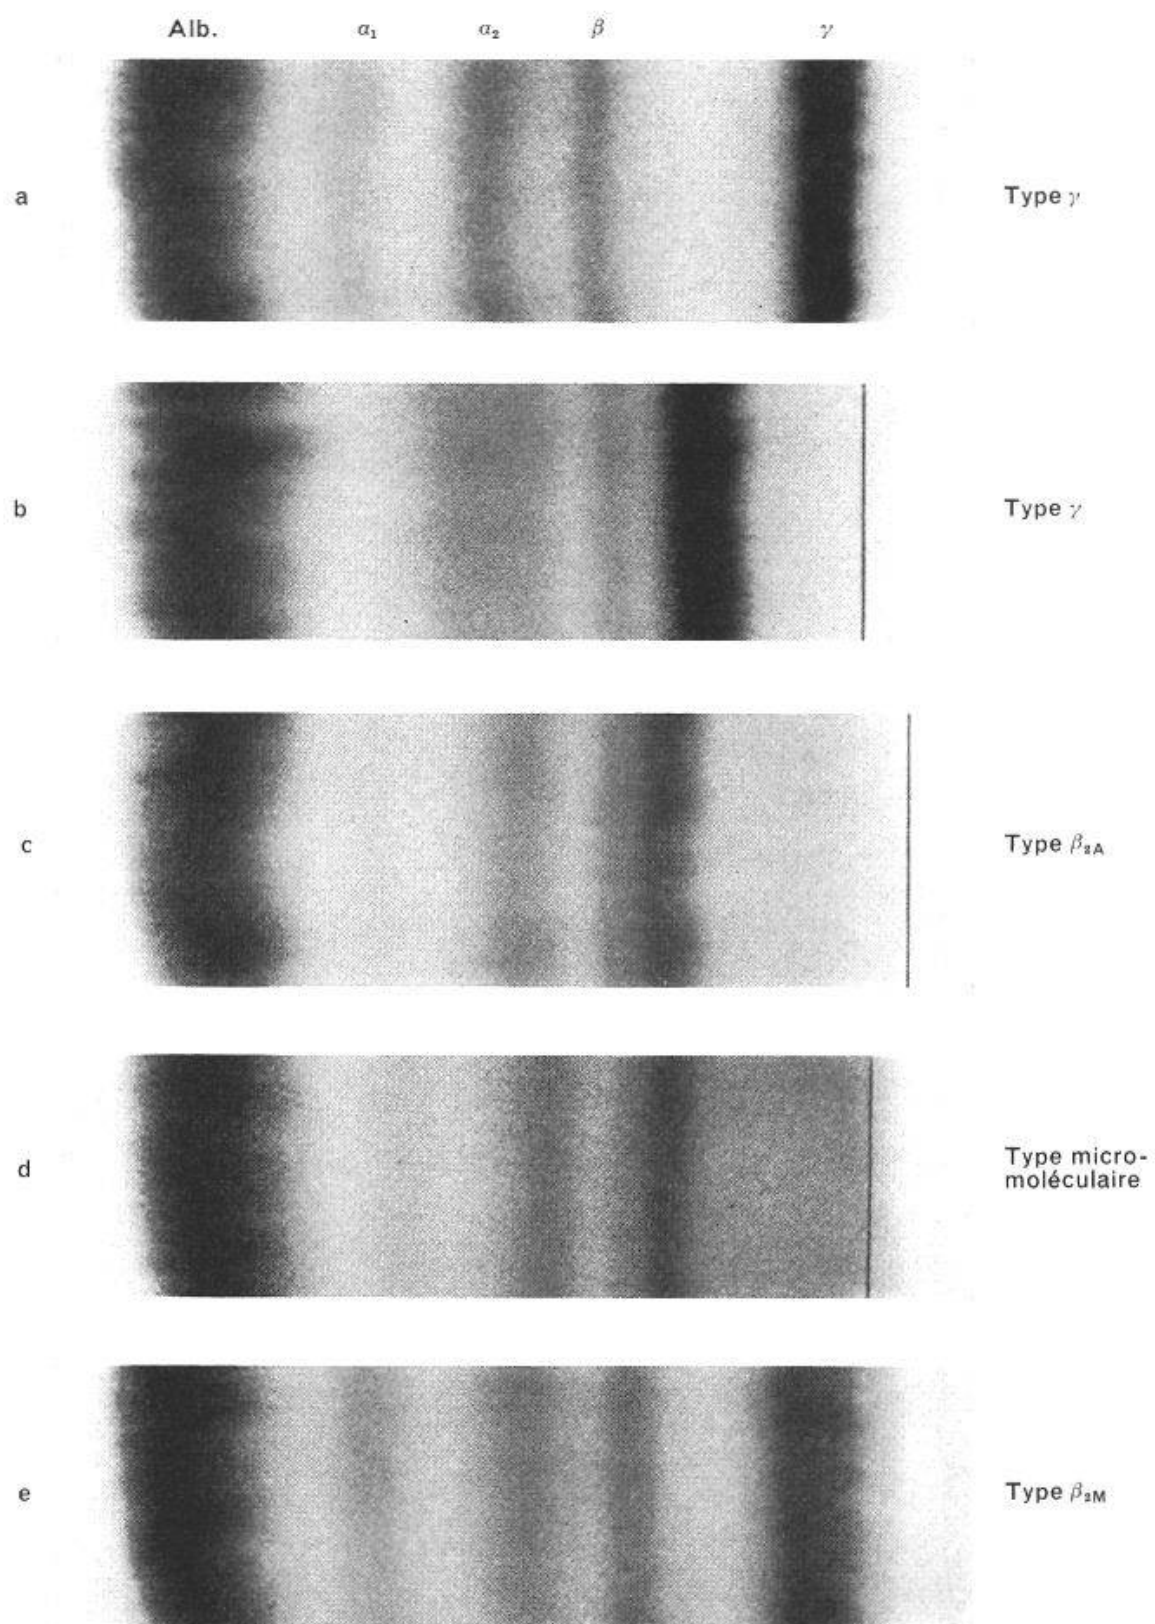 Alb. α₁ α₂ β γ
a Type γ
b Type γ
c Type β₂A
d Type micro-
moléculaire
e Type β₂M